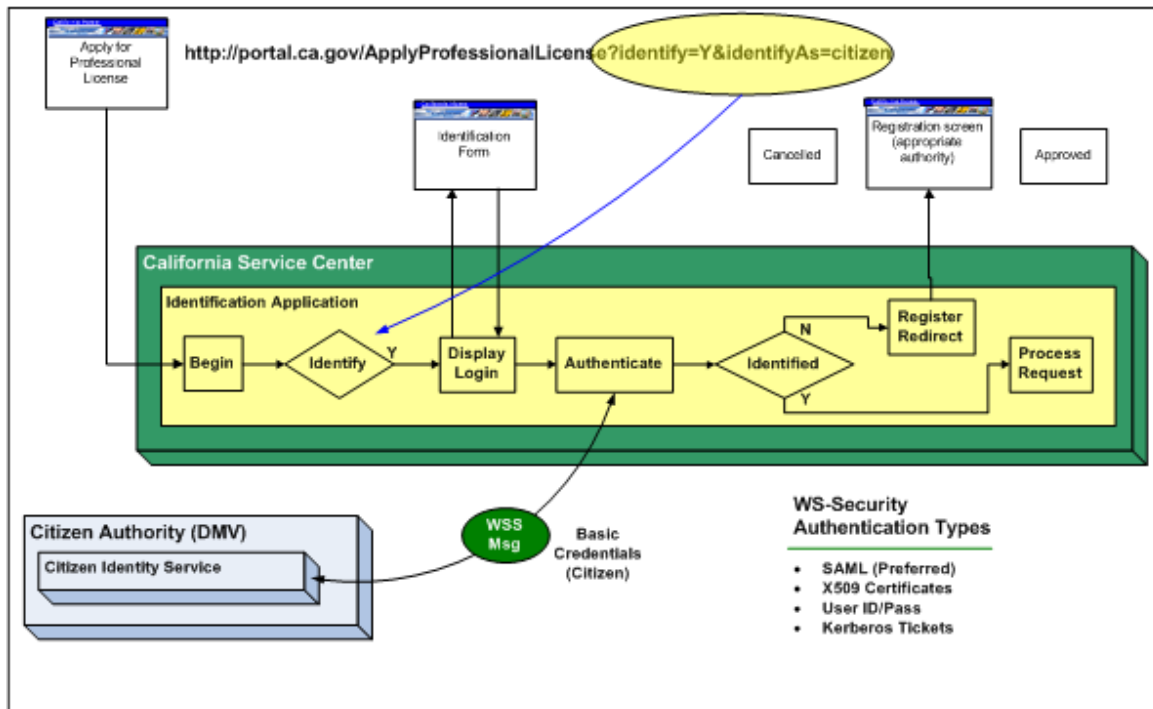 Apply for
Professional
License
http://portal.ca.gov/ApplyProfessionalLicense?identify=Y&identifyAs=citizen
Identification
Form
Cancelled
Registration screen
(appropriate
authority)
Approved
California Service Center
Identification Application
Begin
Identify
Y
Display
Login
Authenticate
Identified
N
Y
Register
Redirect
Process
Request
Citizen Authority (DMV)
Citizen Identity Service
WSS
Msg
Basic
Credentials
(Citizen)
WS-Security
Authentication Types
• SAML (Preferred)
• X509 Certificates
• User ID/Pass
• Kerberos Tickets